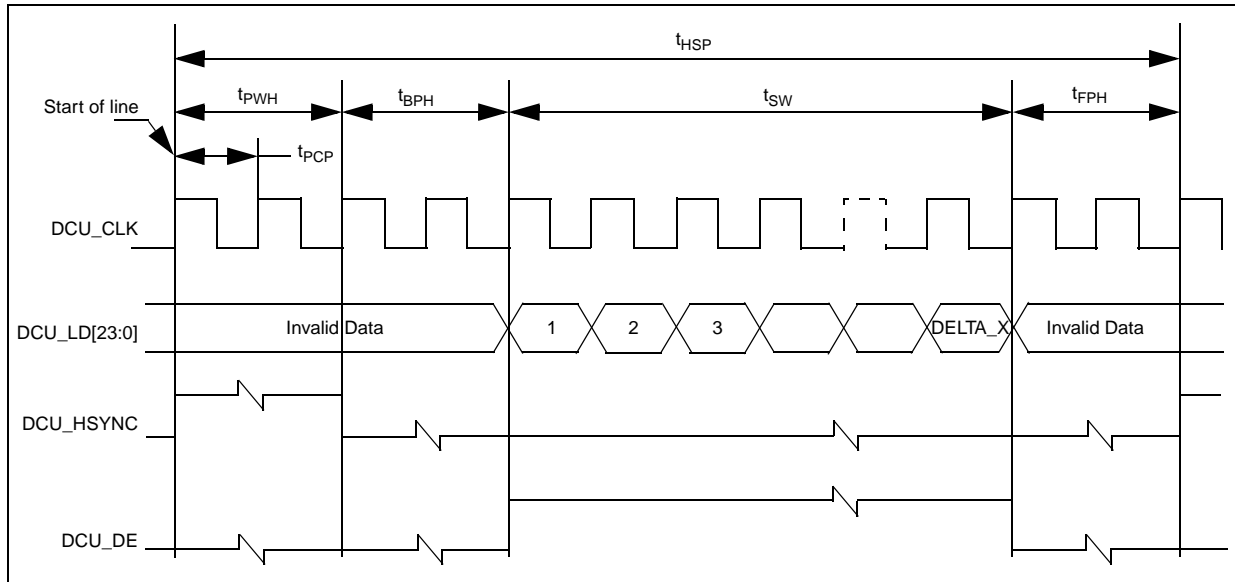 tHSP
tPWH
tBPH
tSW
tFPH
Start of line
tPCP
DCU_CLK
DCU_LD[23:0]
Invalid Data
1
2
3
DELTA_X
Invalid Data
DCU_HSYNC
DCU_DE